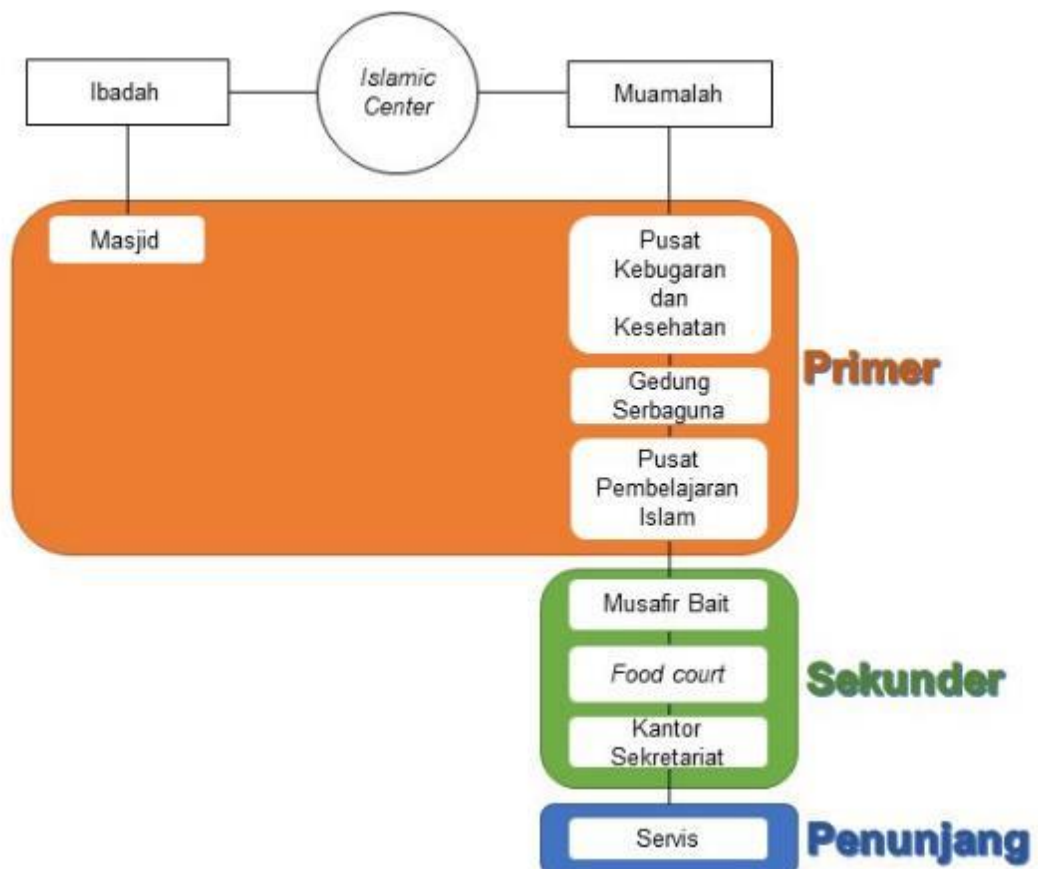 Ibadah
Islamic
Center
Muamalah
Masjid
Pusat
Kebugaran
dan
Kesehatan
Primer
Gedung
Serbaguna
Pusat
Pembelajaran
Islam
Musafir Bait
Food court
Sekunder
Kantor
Sekretariat
Servis
Penunjang